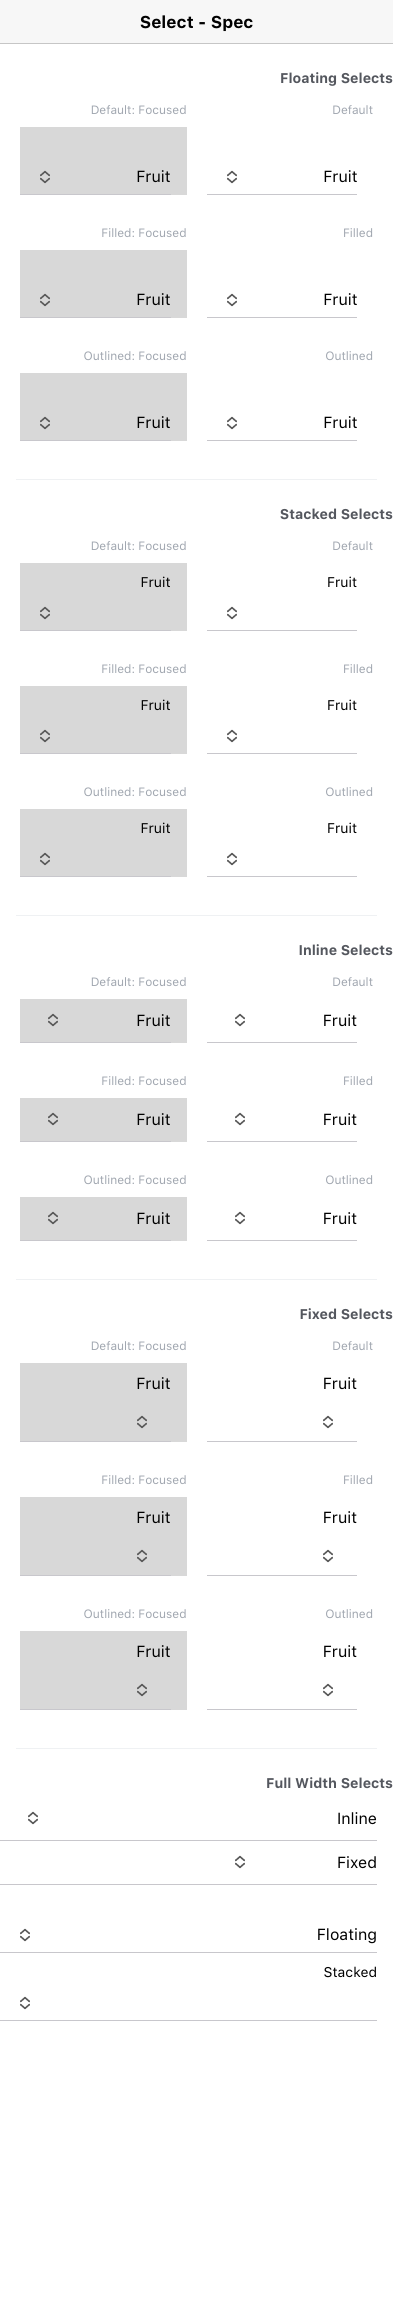 Select - Spec
Floating Selects
Default: Focused Default
Fruit Fruit
Filled: Focused Filled
Fruit Fruit
Outlined: Focused Outlined
Fruit Fruit
Stacked Selects
Default: Focused Default
Fruit Fruit
Filled: Focused Filled
Fruit Fruit
Outlined: Focused Outlined
Fruit Fruit
Inline Selects
Default: Focused Default
Fruit Fruit
Filled: Focused Filled
Fruit Fruit
Outlined: Focused Outlined
Fruit Fruit
Fixed Selects
Default: Focused Default
Fruit Fruit
Filled: Focused Filled
Fruit Fruit
Outlined: Focused Outlined
Fruit Fruit
Full Width Selects
Inline
Fixed
Floating
Stacked